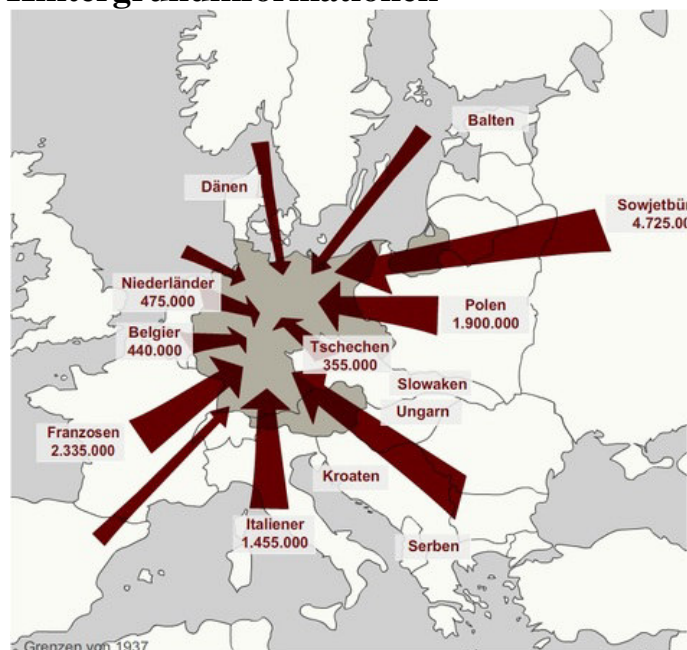 Balten
Dänen
Sowjetbür
4.725.00
Niederländer
475.000
Polen
1.900.000
Belgier
440.000
Tschechen
355.000
Slowaken
Ungarn
Franzosen
2.335.000
Kroaten
Italiener
1.455.000
Serben
Grenzen von 1937